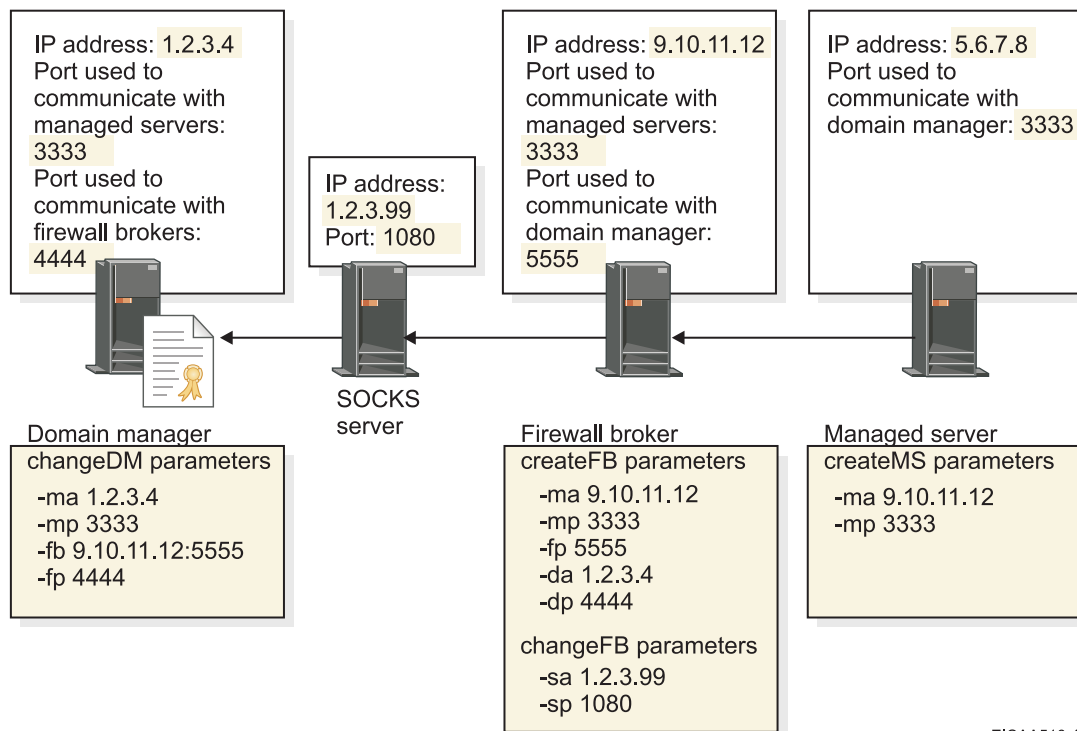 IP address: 1.2.3.4
Port used to
communicate with
managed servers:
3333
Port used to
communicate with
firewall brokers:
4444
IP address:
1.2.3.99
Port: 1080
IP address: 9.10.11.12
Port used to
communicate with
managed servers:
3333
Port used to
communicate with
domain manager:
5555
IP address: 5.6.7.8
Port used to
communicate with
domain manager: 3333
SOCKS
server
Domain manager
changeDM parameters
-ma 1.2.3.4
-mp 3333
-fb 9.10.11.12:5555
-fp 4444
Firewall broker
createFB parameters
-ma 9.10.11.12
-mp 3333
-fp 5555
-da 1.2.3.4
-dp 4444
changeFB parameters
-sa 1.2.3.99
-sp 1080
Managed server
createMS parameters
-ma 9.10.11.12
-mp 3333